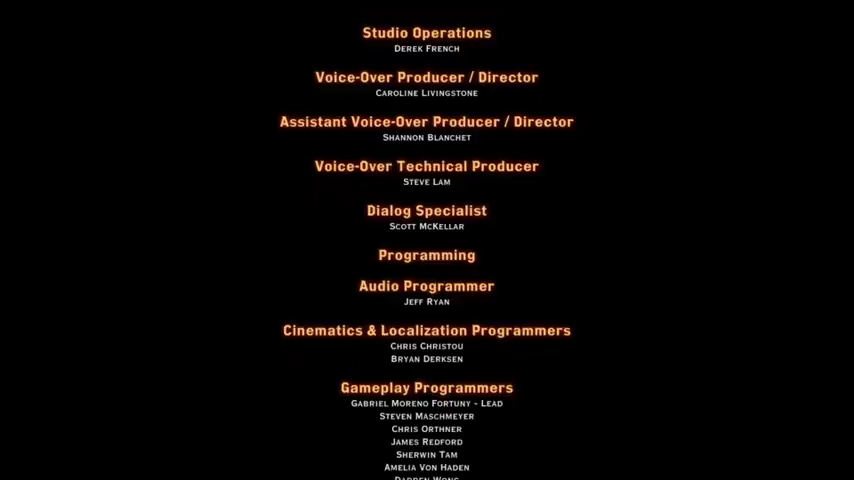 Studio Operations
Derek French
Voice-Over Producer / Director
Caroline Livingstone
Assistant Voice-Over Producer / Director
Shannon Blanchet
Voice-Over Technical Producer
Steve Lam
Dialog Specialist
Scott McKellar
Programming
Audio Programmer
Jeff Ryan
Cinematics & Localization Programmers
Chris Christou
Bryan Derksen
Gameplay Programmers
Gabriel Moreno Fortuny - Lead
Steven Maschmeyer
Chris Orthner
James Redford
Sherwin Tam
Amelia Von Haden
Darren Wong